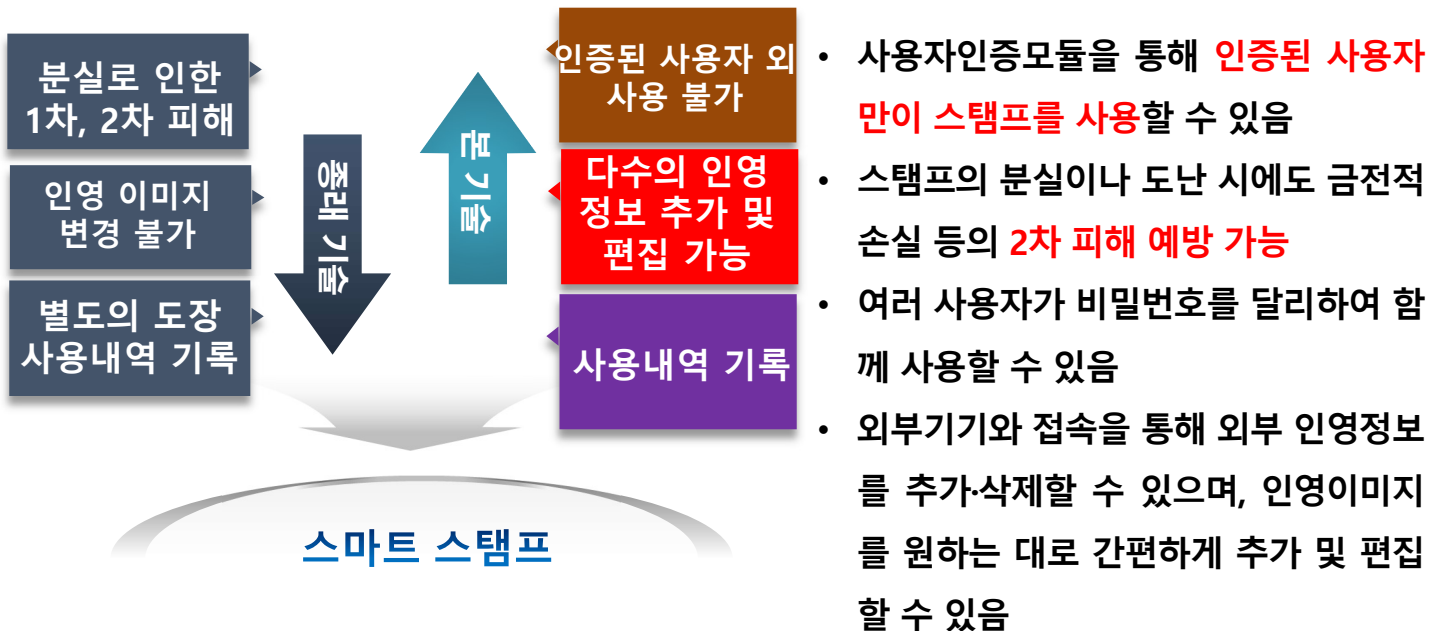 분실로 인한
1차, 2차 피해
인영 이미지
변경 불가
별도의 도장
사용내역 기록
종래 기술
본 기술
인증된 사용자 외
사용 불가
다수의 인영
정보 추가 및
편집 가능
사용내역 기록
스마트 스탬프
• 사용자인증모듈을 통해 인증된 사용자
만이 스탬프를 사용할 수 있음
• 스탬프의 분실이나 도난 시에도 금전적
손실 등의 2차 피해 예방 가능
• 여러 사용자가 비밀번호를 달리하여 함
께 사용할 수 있음
• 외부기기와 접속을 통해 외부 인영정보
를 추가·삭제할 수 있으며, 인영이미지
를 원하는 대로 간편하게 추가 및 편집
할 수 있음